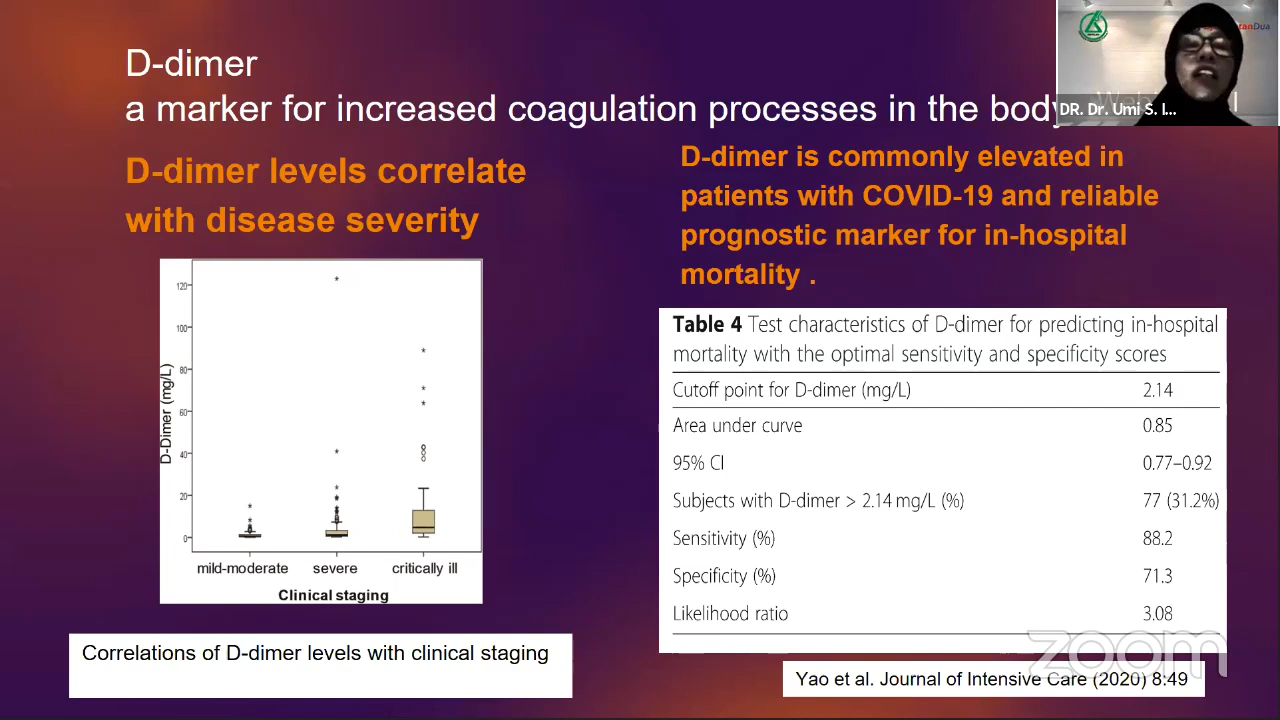 D-dimer
a marker for increased coagulation processes in the body
DR. Dr. Umi S. I...
D-dimer levels correlate
with disease severity
120
100
80
60
40
20
0
D-Dimer (mg/L)
mild-moderate severe critically ill
Clinical staging
Correlations of D-dimer levels with clinical staging
D-dimer is commonly elevated in
patients with COVID-19 and reliable
prognostic marker for in-hospital
mortality .
Table 4 Test characteristics of D-dimer for predicting in-hospital
mortality with the optimal sensitivity and specificity scores
Cutoff point for D-dimer (mg/L) 2.14
Area under curve 0.85
95% CI 0.77–0.92
Subjects with D-dimer > 2.14 mg/L (%) 77 (31.2%)
Sensitivity (%) 88.2
Specificity (%) 71.3
Likelihood ratio 3.08
zoom
Yao et al. Journal of Intensive Care (2020) 8:49